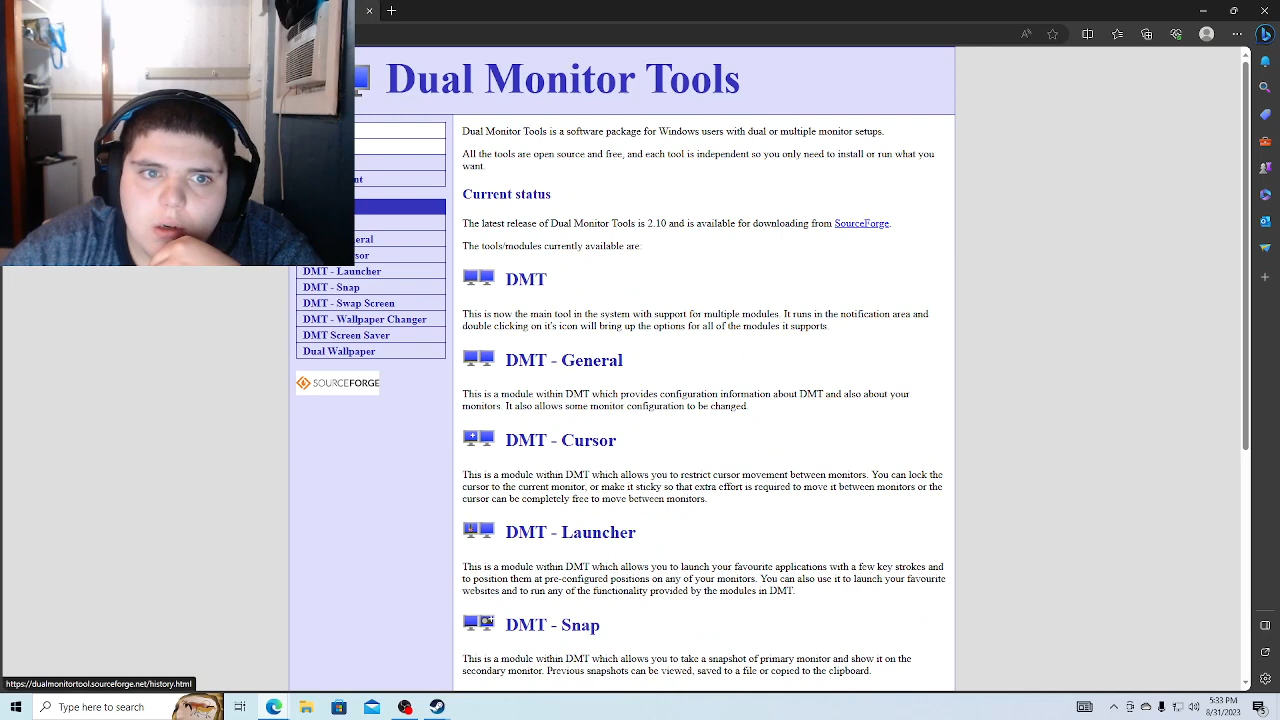 Dual Monitor Tools
Dual Monitor Tools is a software package for Windows users with dual or multiple monitor setups.
All the tools are open source and free, and each tool is independent so you only need to install or run what you
want.
Current status
The latest release of Dual Monitor Tools is 2.10 and is available for downloading from SourceForge.
The tools/modules currently available are:
DMT
This is now the main tool in the system with support for multiple modules. It runs in the notification area and
double clicking on it's icon will bring up the options for all of the modules it supports.
DMT - General
This is a module within DMT which provides configuration information about DMT and also about your
monitors. It also allows some monitor configuration to be changed.
DMT - Cursor
This is a module within DMT which allows you to restrict cursor movement between monitors. You can lock the
cursor to the current monitor, or make it sticky so that extra effort is required to move it between monitors or the
cursor can be completely free to move between monitors.
DMT - Launcher
This is a module within DMT which allows you to launch your favourite applications with a few key strokes and
to position them at pre-configured positions on any of your monitors. You can also use it to launch your favourite
websites and to run any of the functionality provided by the modules in DMT.
DMT - Snap
This is a module within DMT which allows you to take a snapshot of primary monitor and show it on the
secondary monitor. Previous snapshots can be viewed, saved to a file or copied to the clipboard.
DMT - Launcher
DMT - Snap
DMT - Swap Screen
DMT - Wallpaper Changer
DMT Screen Saver
Dual Wallpaper
SOURCEFORGE
https://dualmonitortool.sourceforge.net/history.html
Type here to search
5:33 PM
8/31/2023